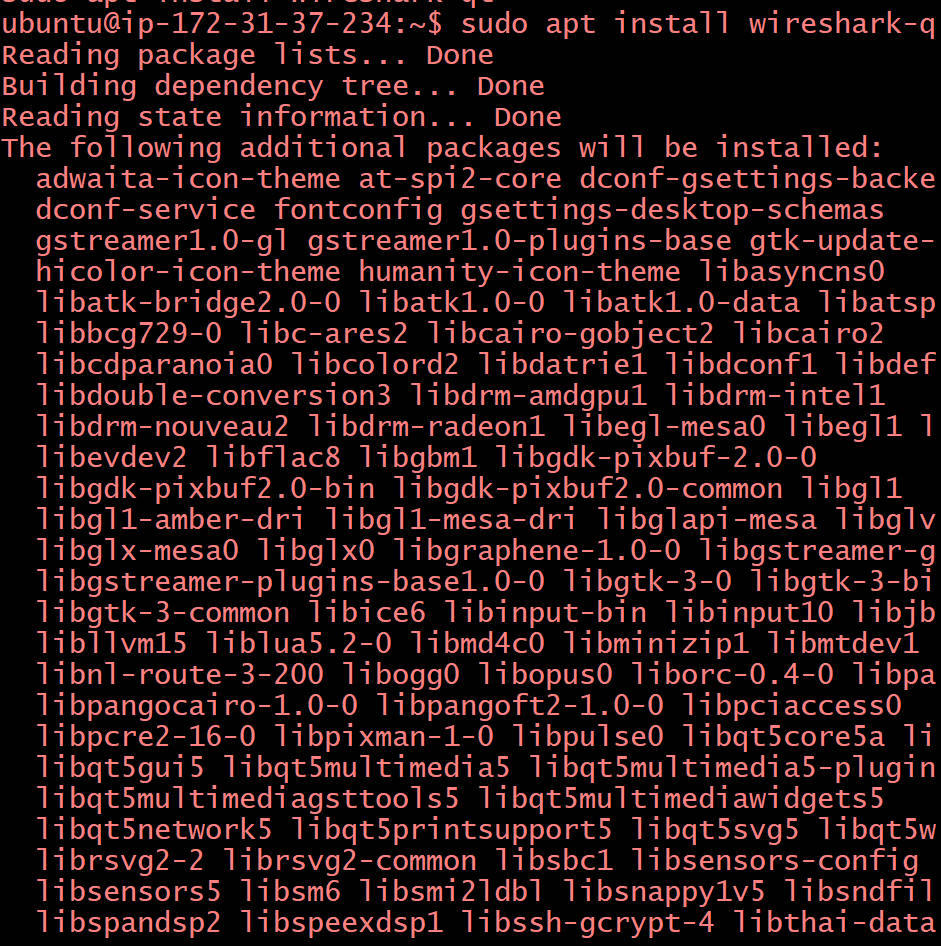 ubuntu@ip-172-31-37-234:~$ sudo apt install wireshark-q
Reading package lists... Done
Building dependency tree... Done
Reading state information... Done
The following additional packages will be installed:
adwaita-icon-theme at-spi2-core dconf-gsettings-backe
dconf-service fontconfig gsettings-desktop-schemas
gstreamer1.0-gl gstreamer1.0-plugins-base gtk-update-
hicolor-icon-theme humanity-icon-theme libasyncns0
libatk-bridge2.0-0 libatk1.0-0 libatk1.0-data libatsp
libbcg729-0 libc-ares2 libcairo-gobject2 libcairo2
libcdparanoia0 libcolord2 libdatrie1 libdconf1 libdef
libdouble-conversion3 libdrm-amdgpu1 libdrm-intel1
libdrm-nouveau2 libdrm-radeon1 libegl-mesa0 libegl1 l
libevdev2 libflac8 libgbm1 libgdk-pixbuf-2.0-0
libgdk-pixbuf2.0-bin libgdk-pixbuf2.0-common libgl1
libgl1-amber-dri libgl1-mesa-dri libglapi-mesa libglv
libglx-mesa0 libglx0 libgraphene-1.0-0 libgstreamer-g
libgstreamer-plugins-base1.0-0 libgtk-3-0 libgtk-3-bi
libgtk-3-common libice6 libinput-bin libinput10 libjb
libllvm15 liblua5.2-0 libmd4c0 libminizip1 libmtdev1
libnl-route-3-200 libogg0 libopus0 liborc-0.4-0 libpa
libpangocairo-1.0-0 libpangoft2-1.0-0 libpciaccess0
libpcre2-16-0 libpixman-1-0 libpulse0 libqt5core5a li
libqt5gui5 libqt5multimedia5 libqt5multimedia5-plugin
libqt5multimediagsttools5 libqt5multimediawidgets5
libqt5network5 libqt5printsupport5 libqt5svg5 libqt5w
librsvg2-2 librsvg2-common libsbc1 libsensors-config
libsensors5 libsm6 libsmi2ldbl libsnappy1v5 libsndfil
libspandsp2 libspeexdsp1 libssh-gcrypt-4 libthai-data